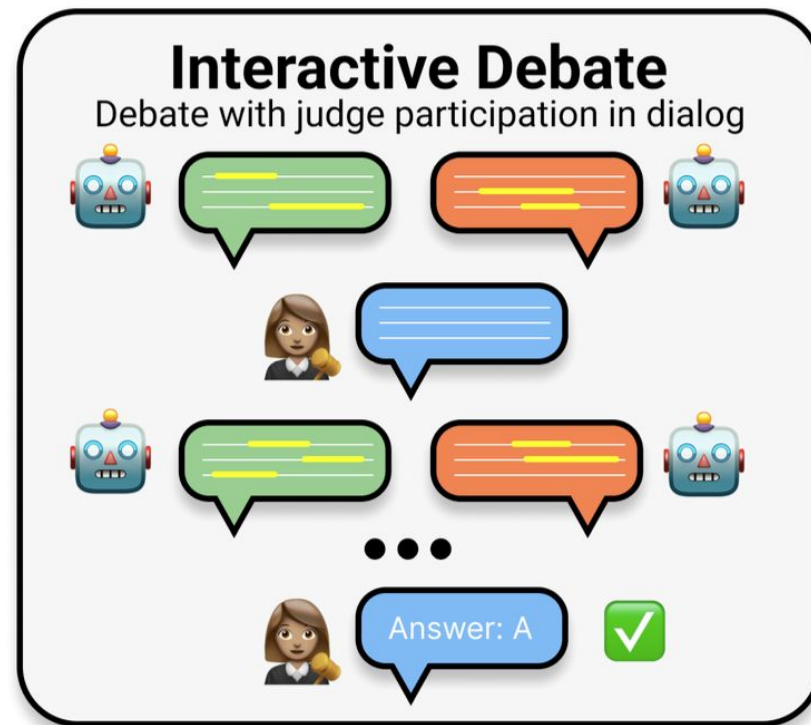 Interactive Debate
Debate with judge participation in dialog
Answer: A